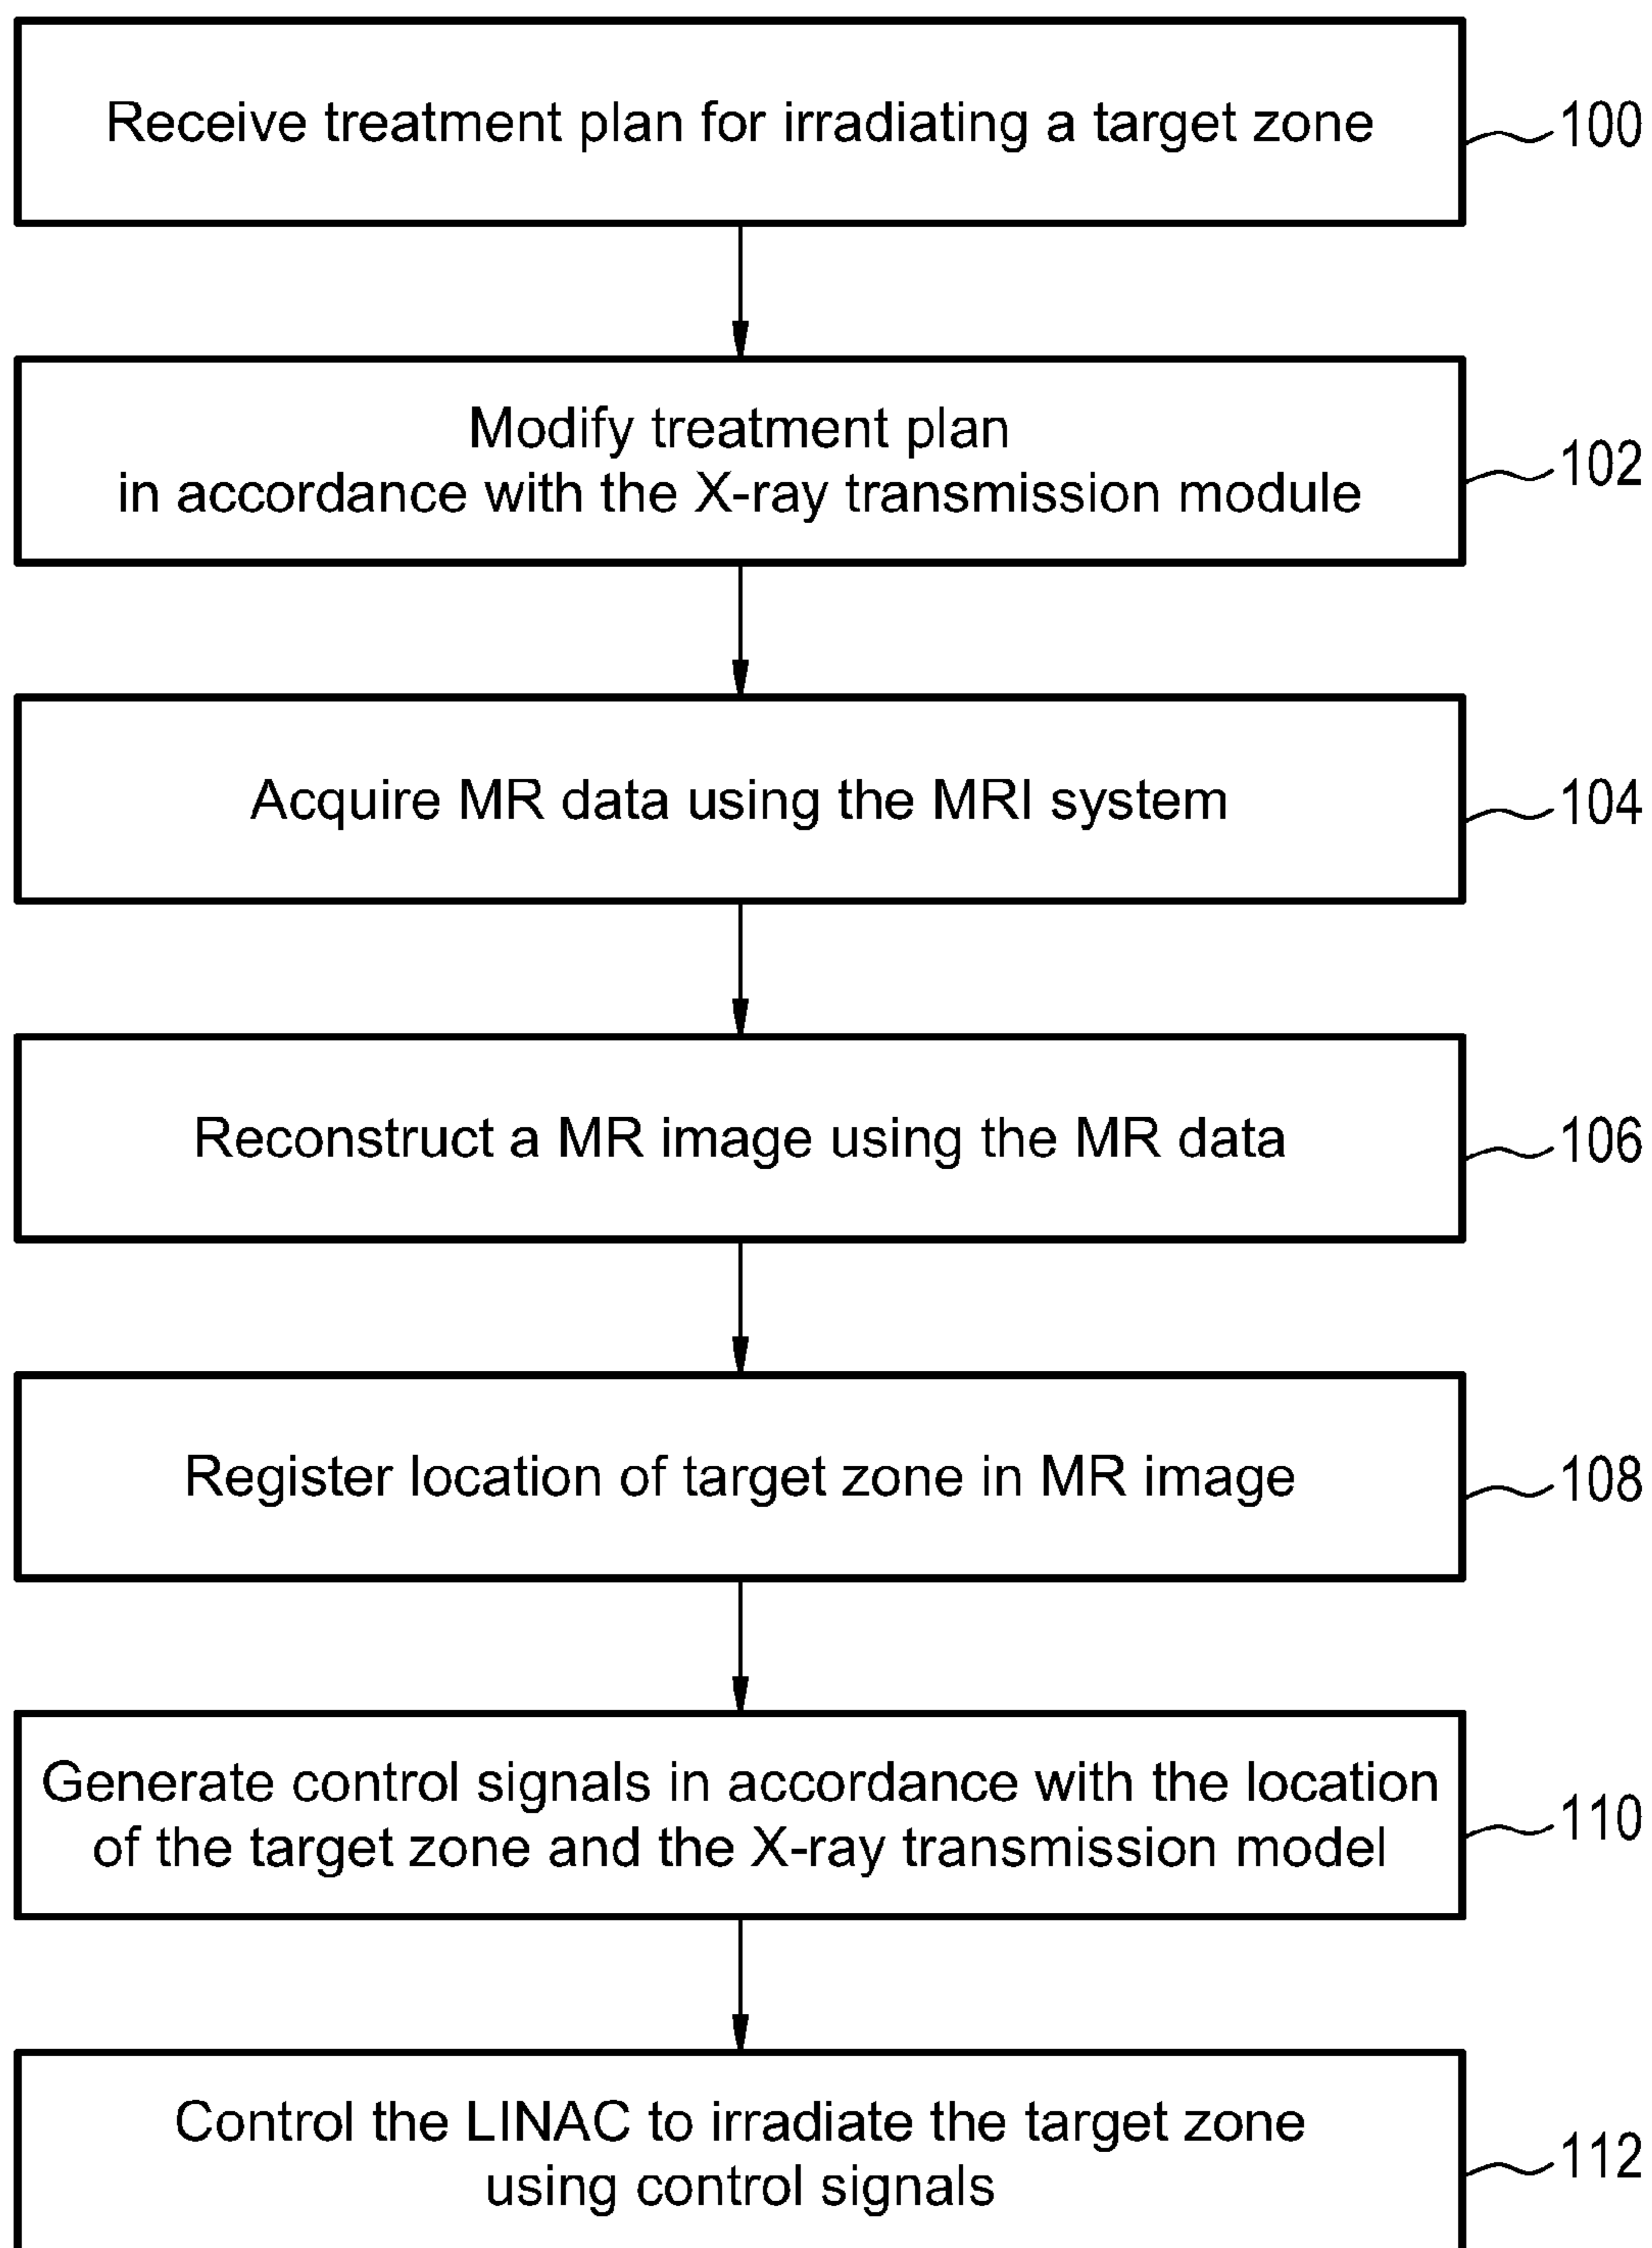 Receive treatment plan for irradiating a target zone
100
Modify treatment plan
in accordance with the X-ray transmission module
102
Acquire MR data using the MRI system
104
Reconstruct a MR image using the MR data
106
Register location of target zone in MR image
108
Generate control signals in accordance with the location
of the target zone and the X-ray transmission model
110
Control the LINAC to irradiate the target zone
using control signals
112